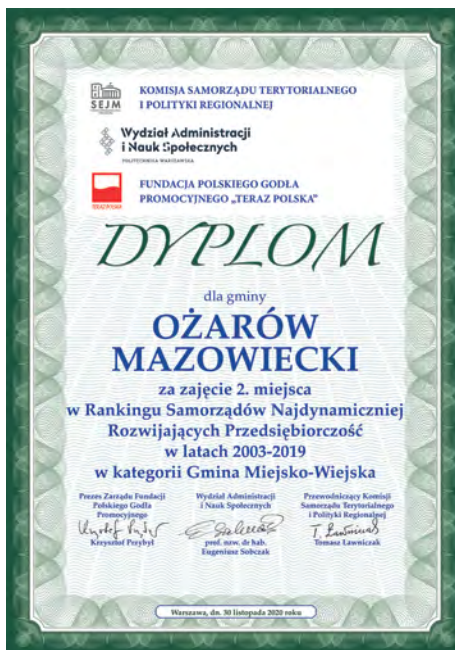 SEJM
KOMISJA SAMORZĄDU TERYTORIALNEGO
I POLITYKI REGIONALNEJ
Wydział Administracji
i Nauk Społecznych
POLITECHNIKA WARSZAWSKA
TERAZ POLSKA
FUNDACJA POLSKIEGO GODŁA
PROMOCYJNEGO „TERAZ POLSKA"
DYPLOM
dla gminy
OŻARÓW
MAZOWIECKI
za zajęcie 2. miejsca
w Rankingu Samorządów Najdynamiczniej
Rozwijających Przedsiębiorczość
w latach 2003-2019
w kategorii Gmina Miejsko-Wiejska
Prezes Zarządu Fundacji
Polskiego Godła
Promocyjnego
Krzysztof Przybył
Wydział Administracji
i Nauk Społecznych
prof. nzw. dr hab.
Eugeniusz Sobczak
Przewodniczący Komisji
Samorządu Terytorialnego
i Polityki Regionalnej
T. Ławniczak
Tomasz Ławniczak
Warszawa, dn. 30 listopada 2020 roku